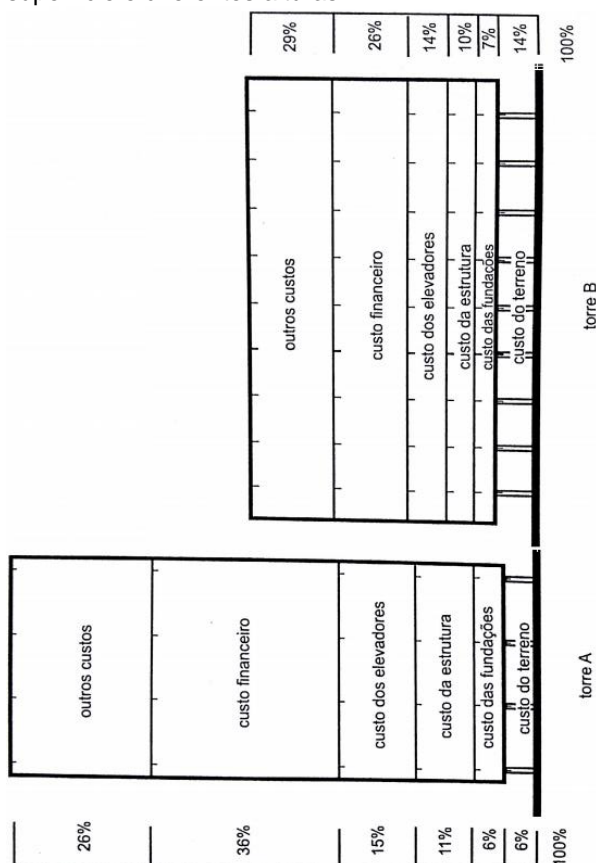 29%
26%
14%
10%
7%
14%
100%
outros custos
custo financeiro
custo dos elevadores
custo da estrutura
custo das fundações
custo do terreno
torre B
outros custos
custo financeiro
custo dos elevadores
custo da estrutura
custo das fundações
custo do terreno
torre A
26%
36%
15%
11%
6%
6%
100%